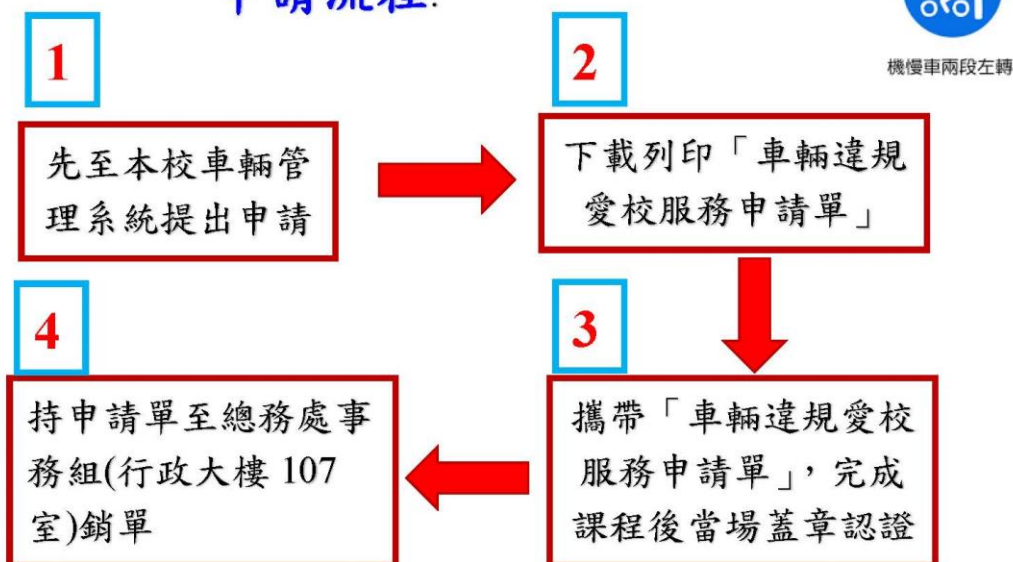 申請流程:
機慢車兩段左轉
1
先至本校車輛管
理系統提出申請
2
下載列印「車輛違規
愛校服務申請單」
3
攜帶「車輛違規愛校
服務申請單」，完成
課程後當場蓋章認證
4
持申請單至總務處事
務組(行政大樓 107
室)銷單